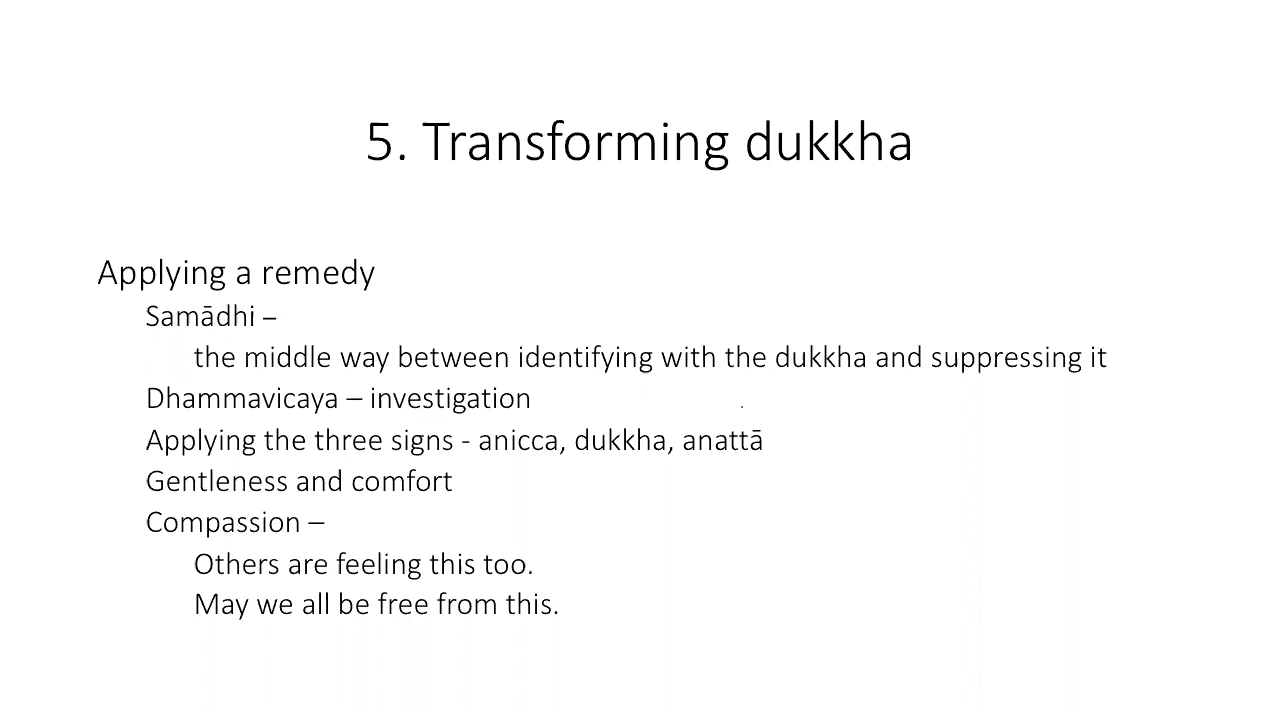 5. Transforming dukkha
Applying a remedy
Samādhi –
the middle way between identifying with the dukkha and suppressing it
Dhammavicaya – investigation
Applying the three signs - anicca, dukkha, anattā
Gentleness and comfort
Compassion –
Others are feeling this too.
May we all be free from this.